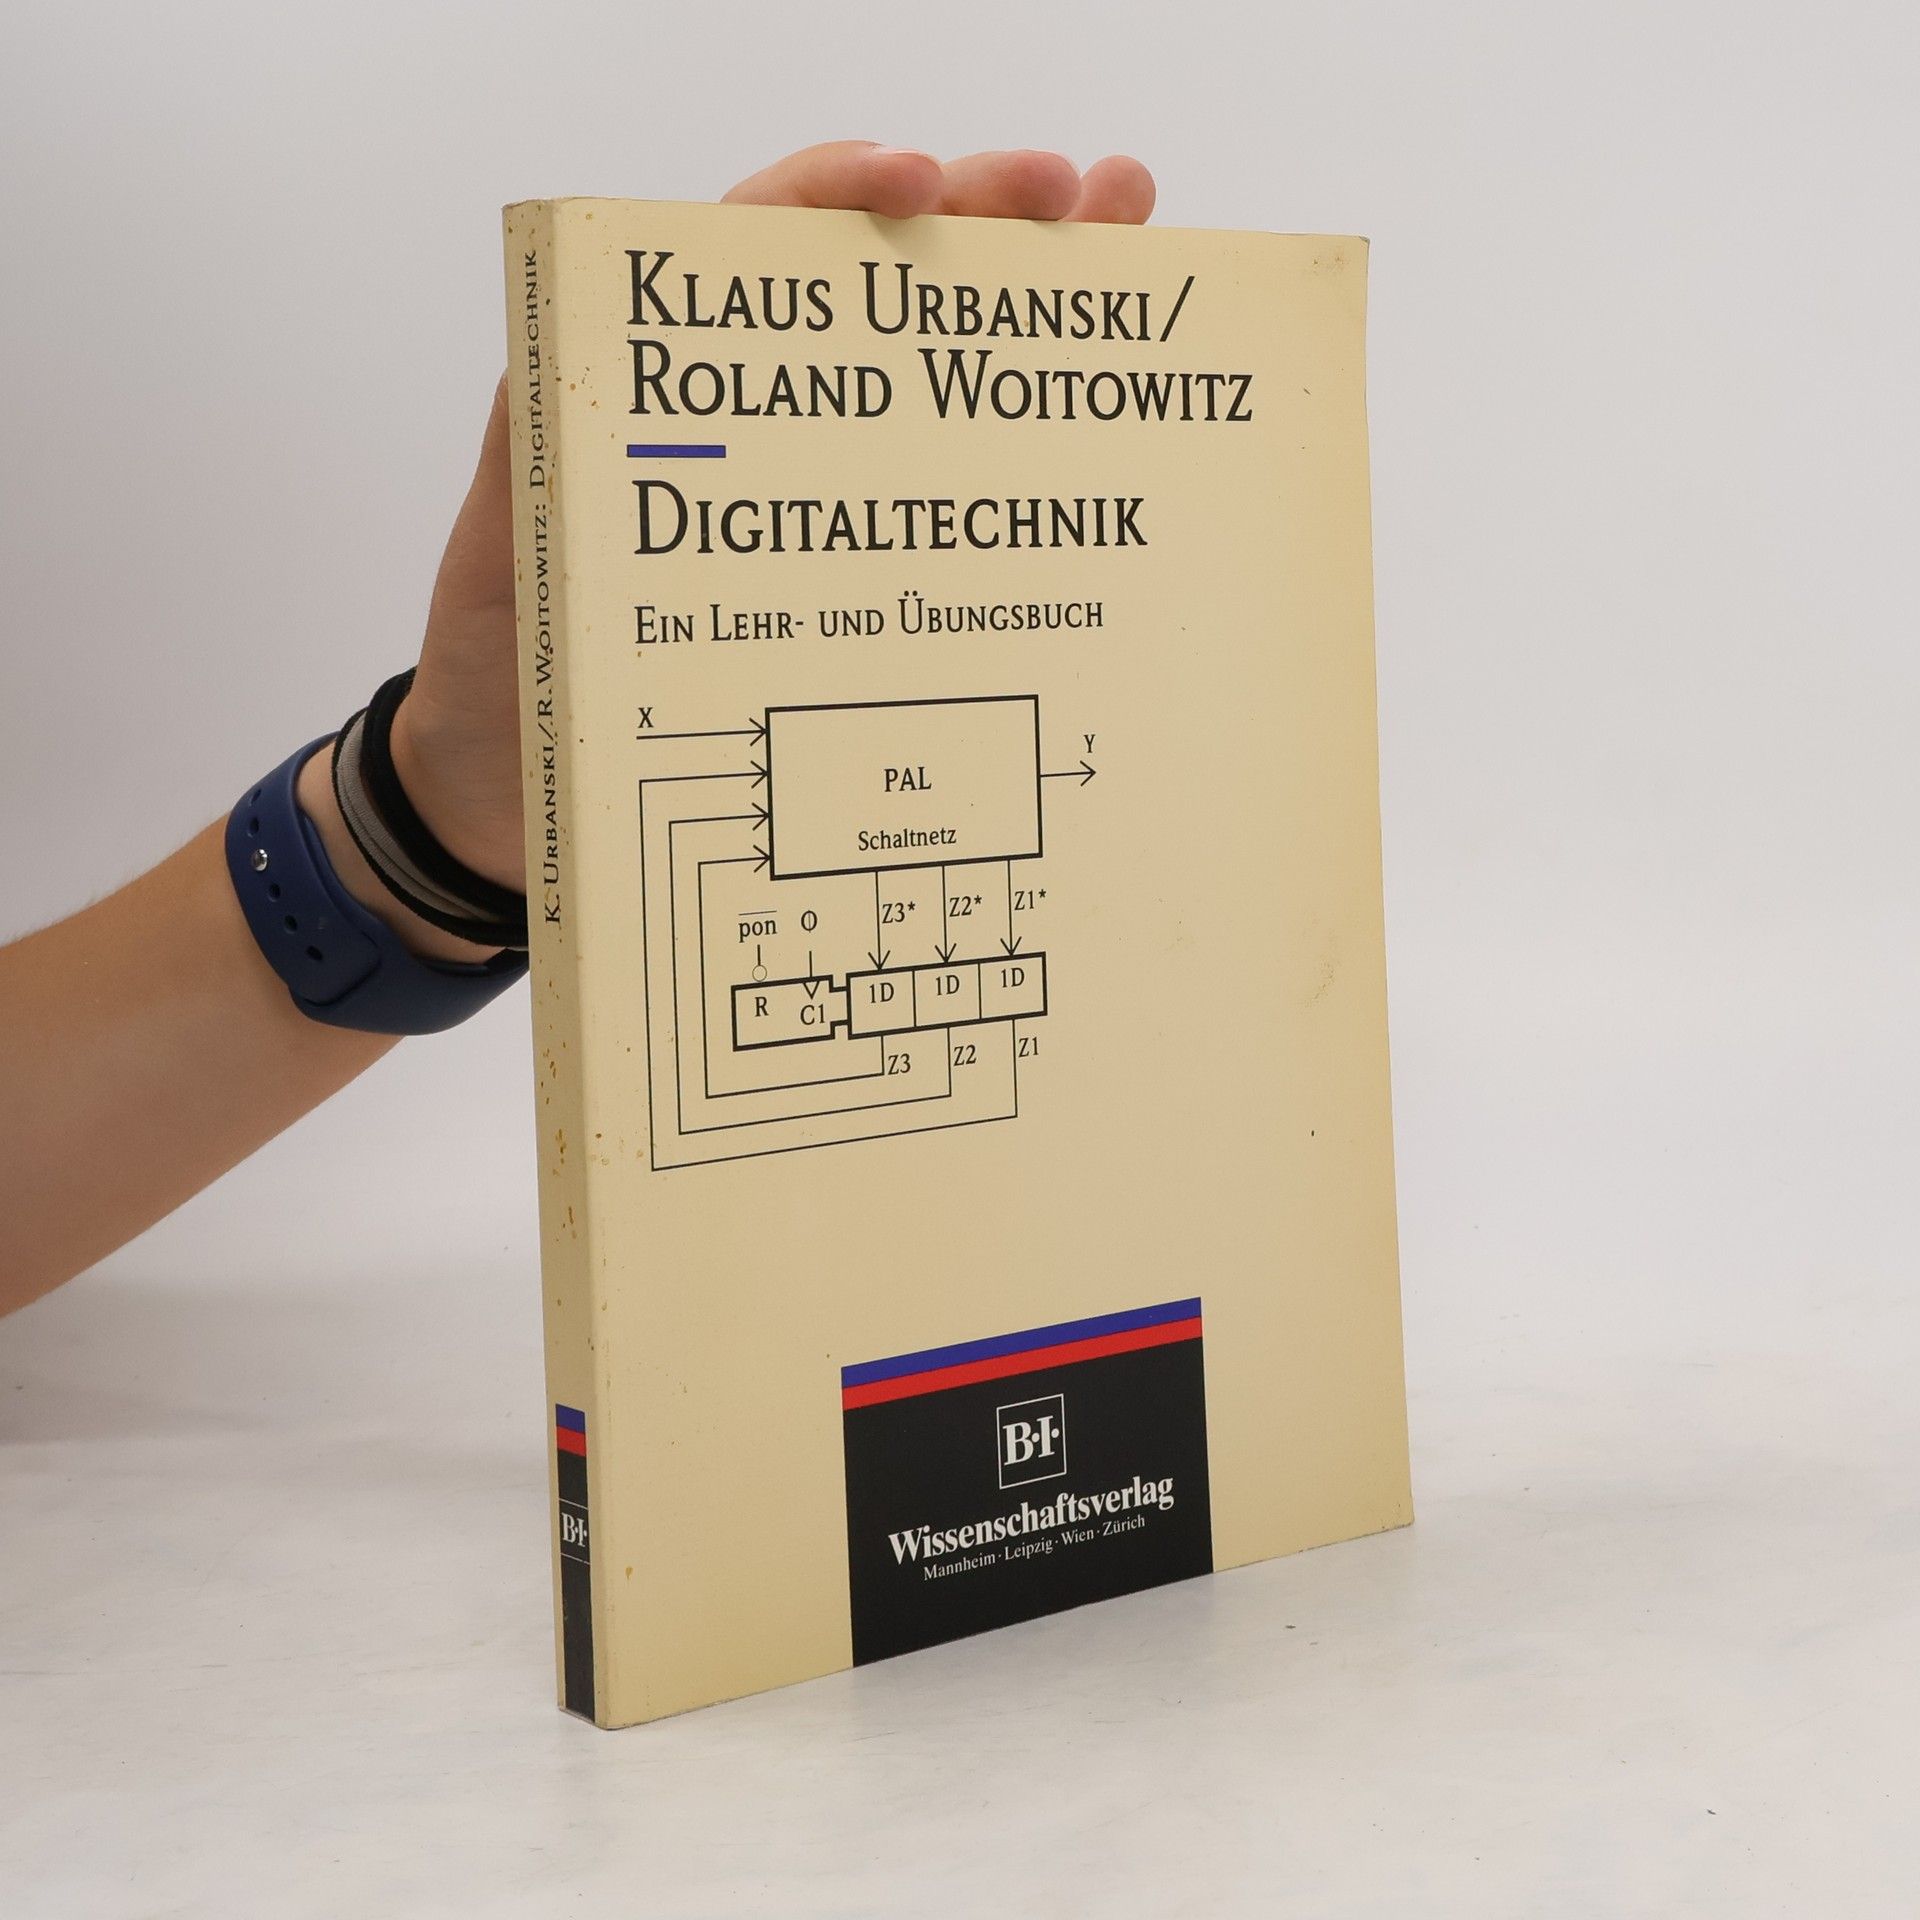 KLAUS URBANSKI/
ROLAND WOITOWITZ
DIGITALTECHNIK
EIN LEHR- UND ÜBUNGSBUCH
X
Y
PAL
Schaltnetz
Z3* Z2* Z1*
pon Φ
R C1 1D 1D 1D
Z3 Z2 Z1
B·I·
Wissenschaftsverlag
Mannheim · Leipzig · Wien · Zürich
K. URBANSKI/R. WOITOWITZ: DIGITALTECHNIK
B·I·